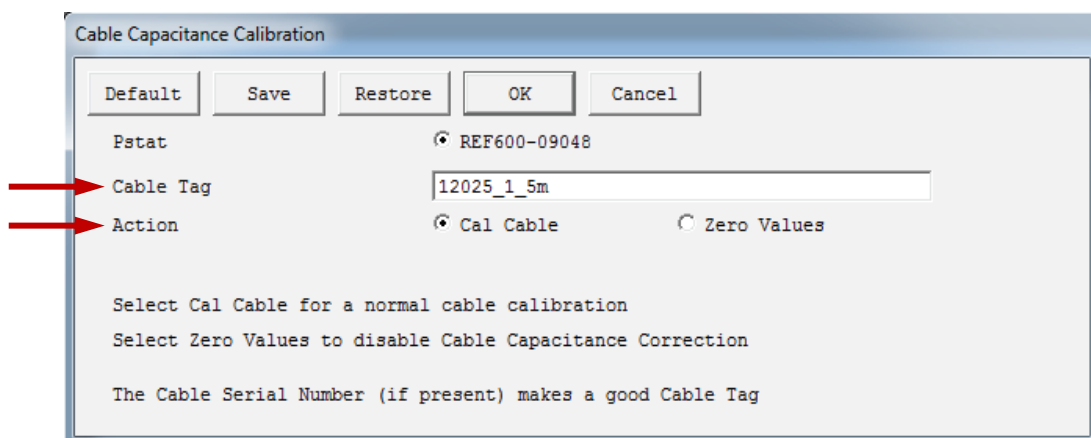 Cable Capacitance Calibration
Default Save Restore OK Cancel
Pstat REF600-09048
Cable Tag 12025_1_5m
Action Cal Cable Zero Values
Select Cal Cable for a normal cable calibration
Select Zero Values to disable Cable Capacitance Correction
The Cable Serial Number (if present) makes a good Cable Tag